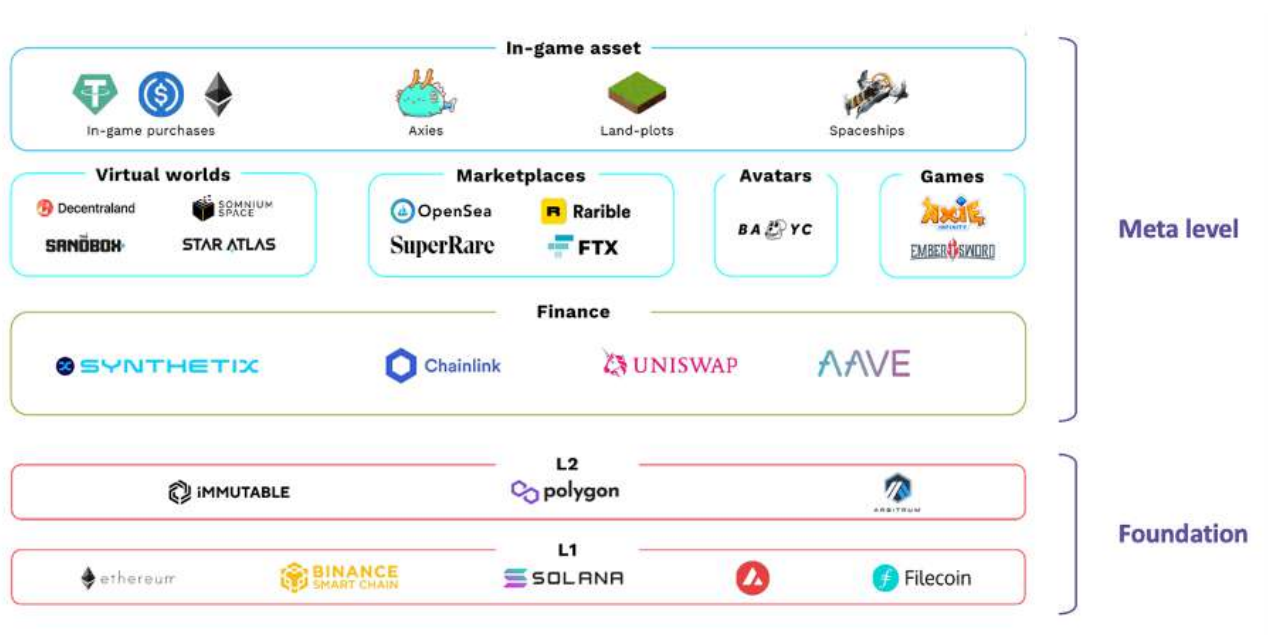 In-game asset
In-game purchases
Axies
Land-plots
Spaceships
Virtual worlds
Decentraland
SOMNIUM
SPACE
THE
SANDBOX
STAR ATLAS
Marketplaces
OpenSea
Rarible
SuperRare
FTX
Avatars
BA YC
Games
AXIE
INFINITY
EMBER SWORD
Meta level
Finance
SYNTHETIX
Chainlink
UNISWAP
AAVE
L2
iMMUTABLE
polygon
ARBITRUM
Foundation
L1
ethereum
BINANCE
SMART CHAIN
SOLANA
Filecoin